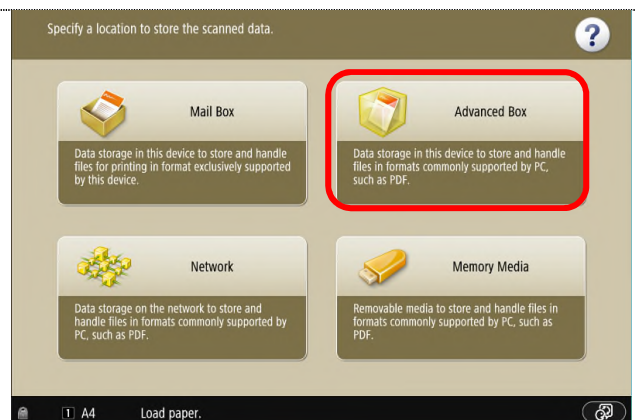 Specify a location to store the scanned data.
?
Mail Box
Data storage in this device to store and handle
files for printing in format exclusively supported
by this device.
Advanced Box
Data storage in this device to store and handle
files in formats commonly supported by PC,
such as PDF.
Network
Data storage on the network to store and
handle files in formats commonly supported by
PC, such as PDF.
Memory Media
Removable media to store and handle files in
formats commonly supported by PC, such as
PDF.
1 A4 Load paper.